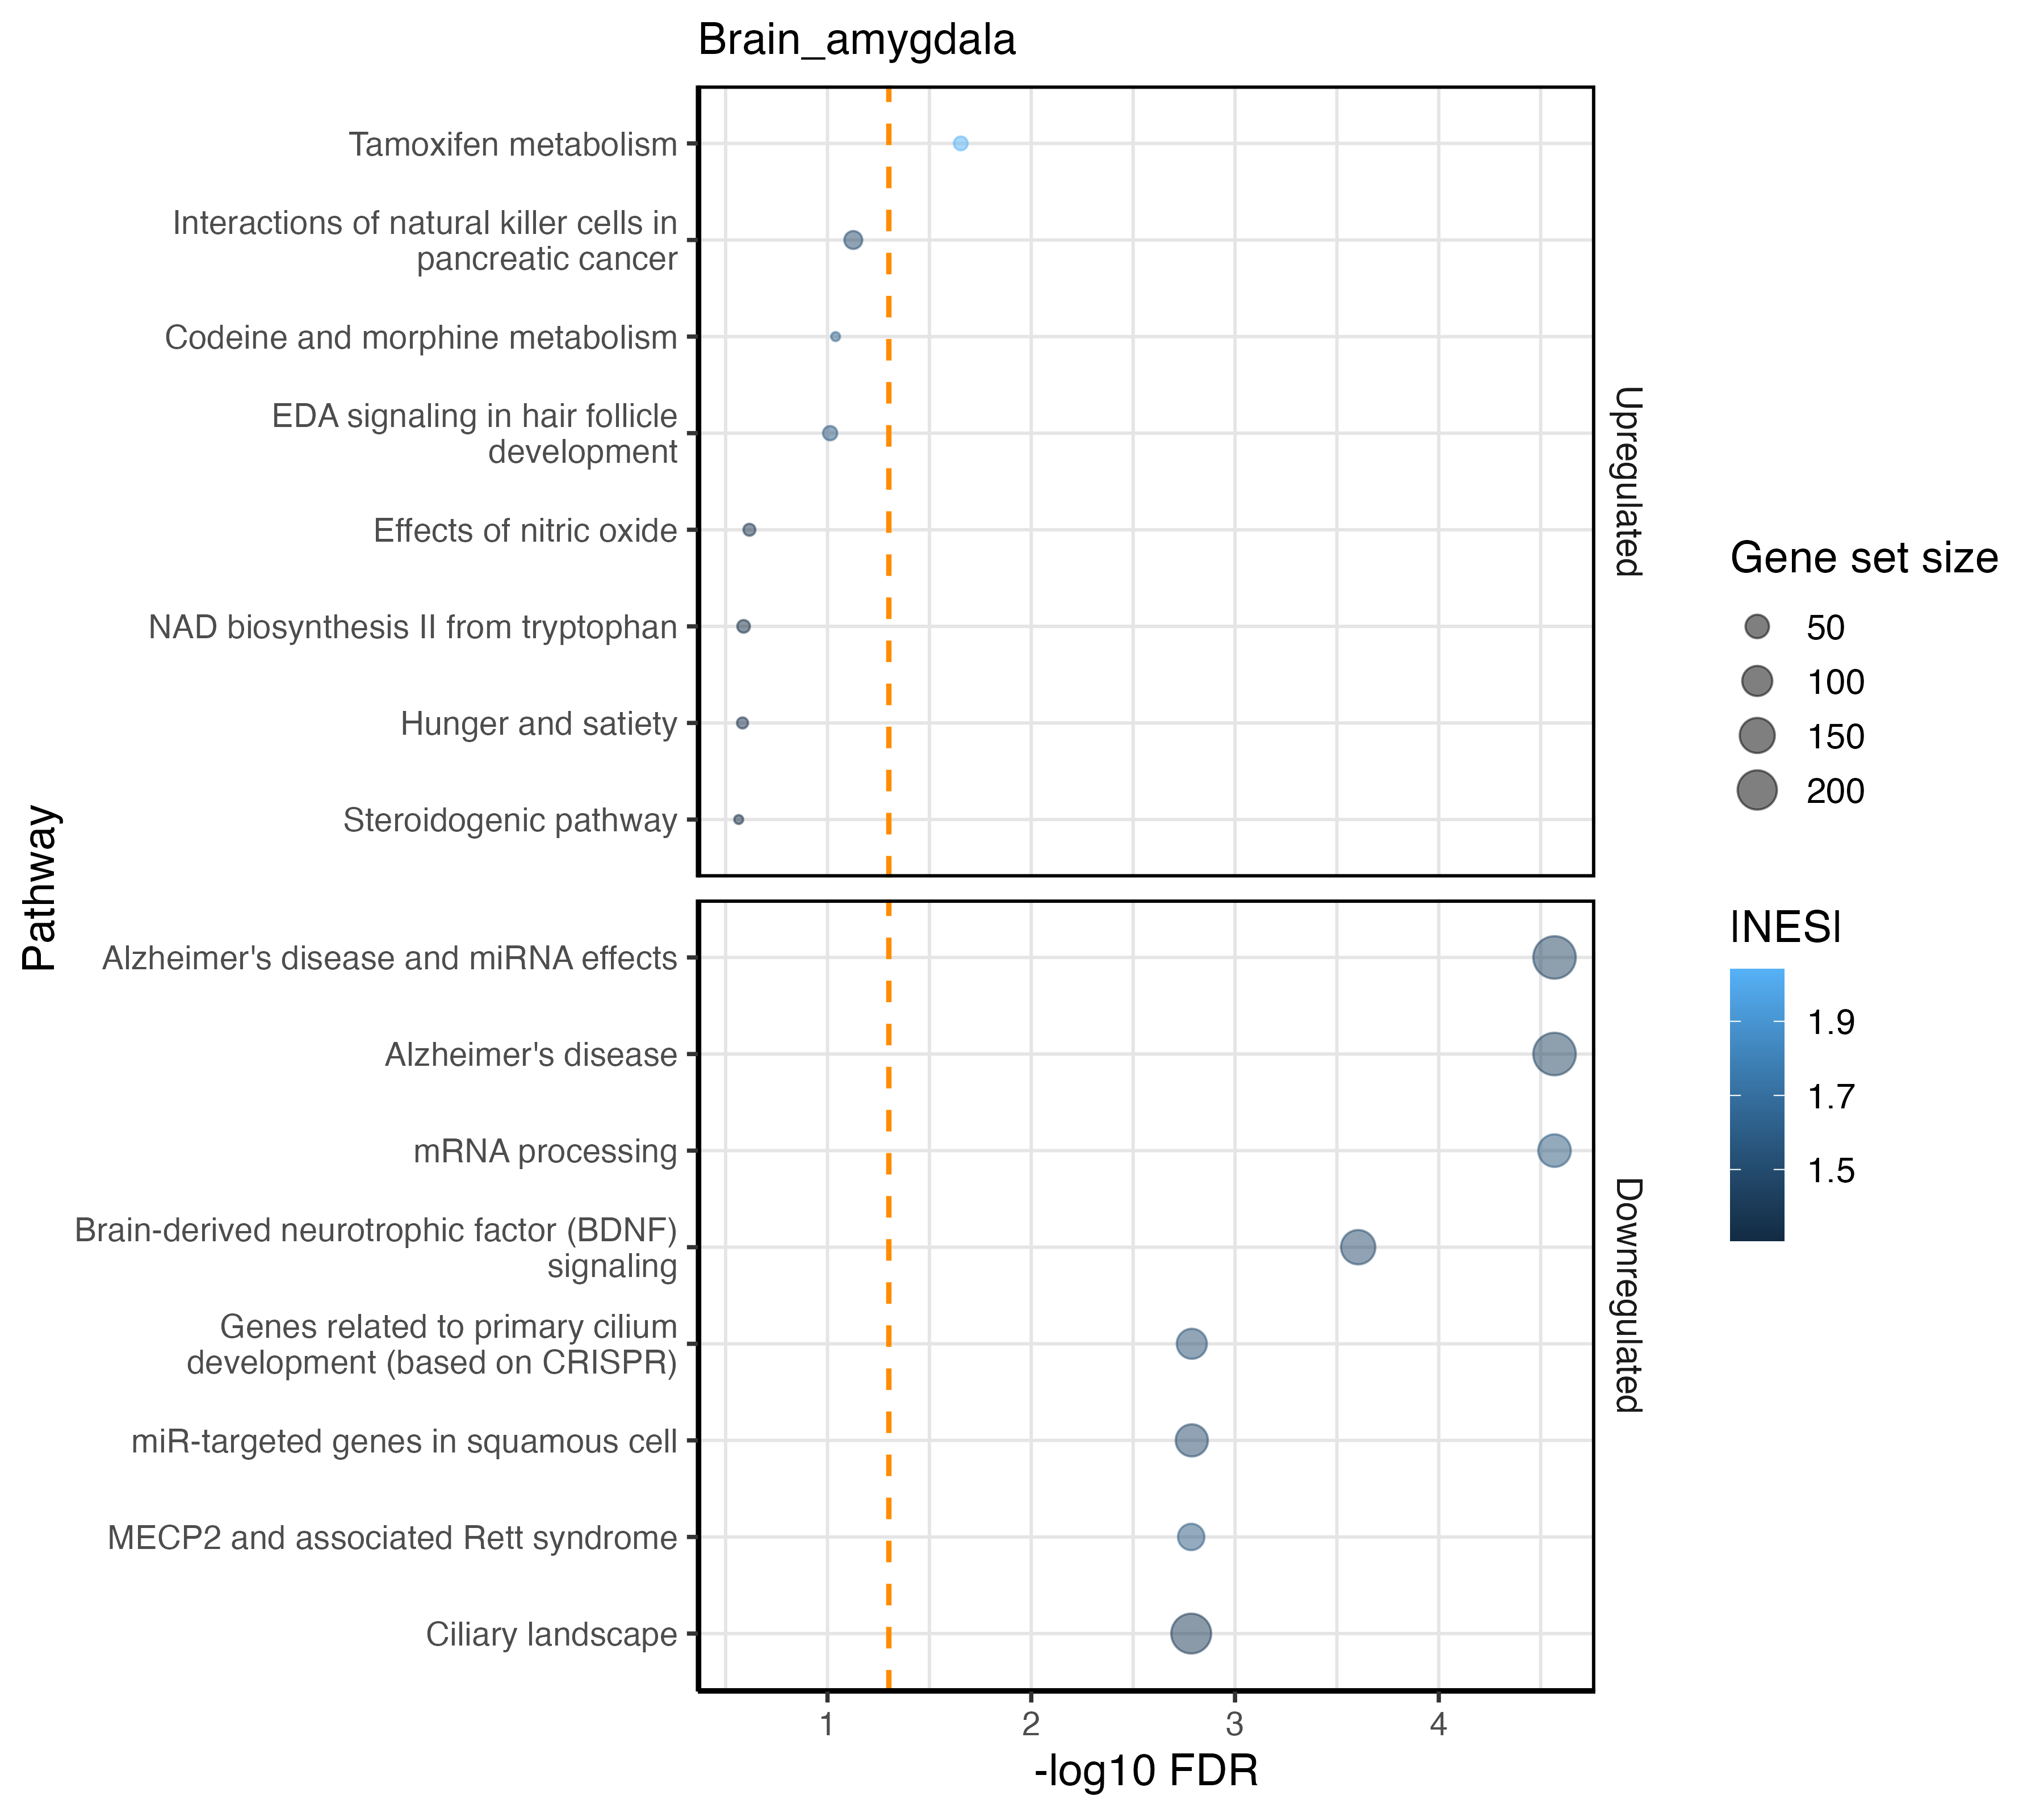 Brain_amygdala
Pathway
Tamoxifen metabolism
Interactions of natural killer cells in
pancreatic cancer
Codeine and morphine metabolism
EDA signaling in hair follicle
development
Effects of nitric oxide
NAD biosynthesis II from tryptophan
Hunger and satiety
Steroidogenic pathway
Upregulated
Alzheimer's disease and miRNA effects
Alzheimer's disease
mRNA processing
Brain-derived neurotrophic factor (BDNF)
signaling
Genes related to primary cilium
development (based on CRISPR)
miR-targeted genes in squamous cell
MECP2 and associated Rett syndrome
Ciliary landscape
Downregulated
1
2
3
4
-log10 FDR
Gene set size
50
100
150
200
|NES|
1.9
1.7
1.5